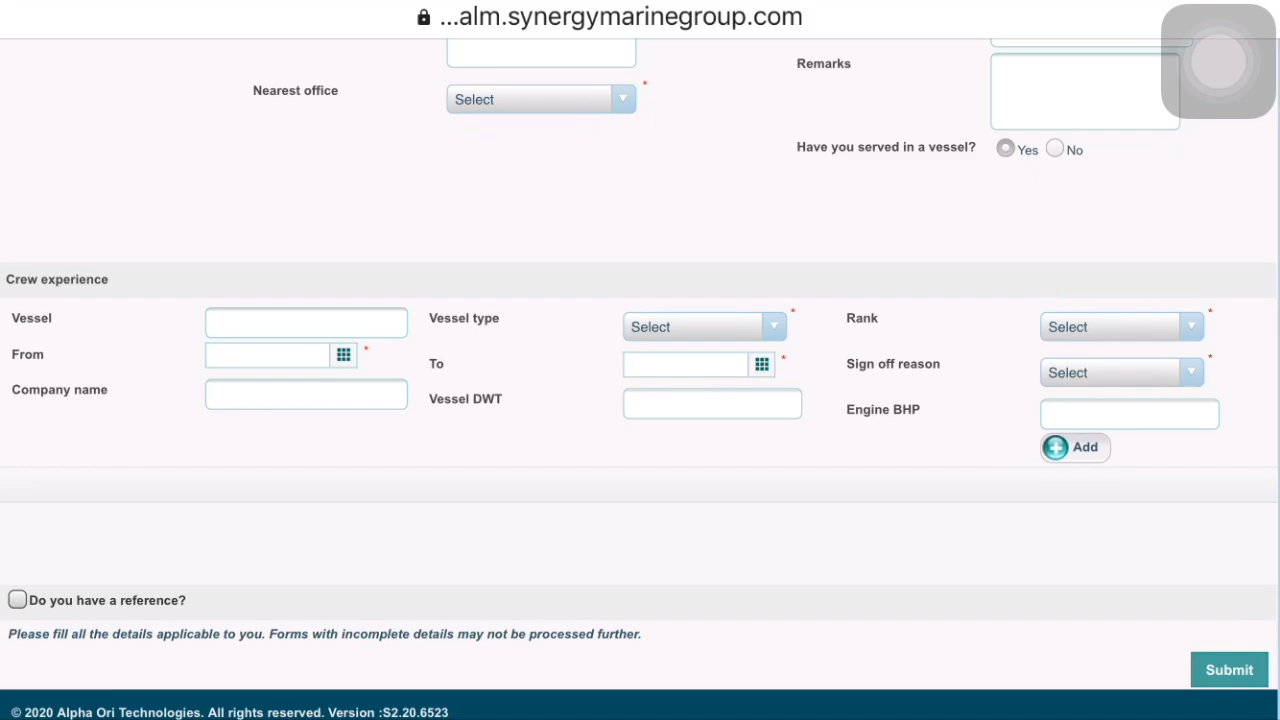 ...alm.synergymarinegroup.com
Remarks
Nearest office
Select
*
Have you served in a vessel?
Yes
No
Crew experience
Vessel
Vessel type
Select
*
Rank
Select
*
From
*
To
*
Sign off reason
Select
*
Company name
Vessel DWT
Engine BHP
Add
Do you have a reference?
Please fill all the details applicable to you. Forms with incomplete details may not be processed further.
Submit
© 2020 Alpha Ori Technologies. All rights reserved. Version :S2.20.6523